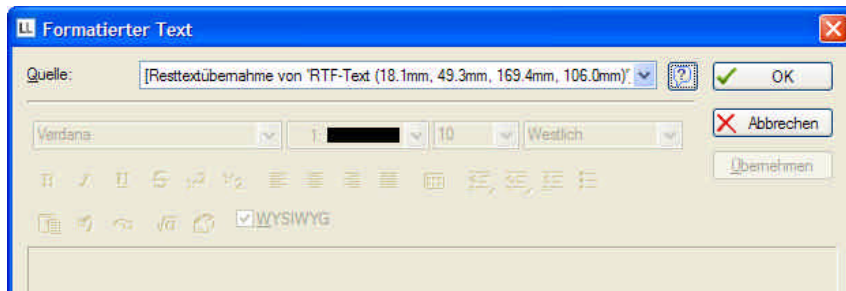 LL Formatierter Text
Quelle: [Resttextübernahme von 'RTF-Text (18.1mm, 49.3mm, 169.4mm, 106.0mm)'] OK
Verdana 1: 10 Westlich Abbrechen
Übernehmen
WYSIWYG